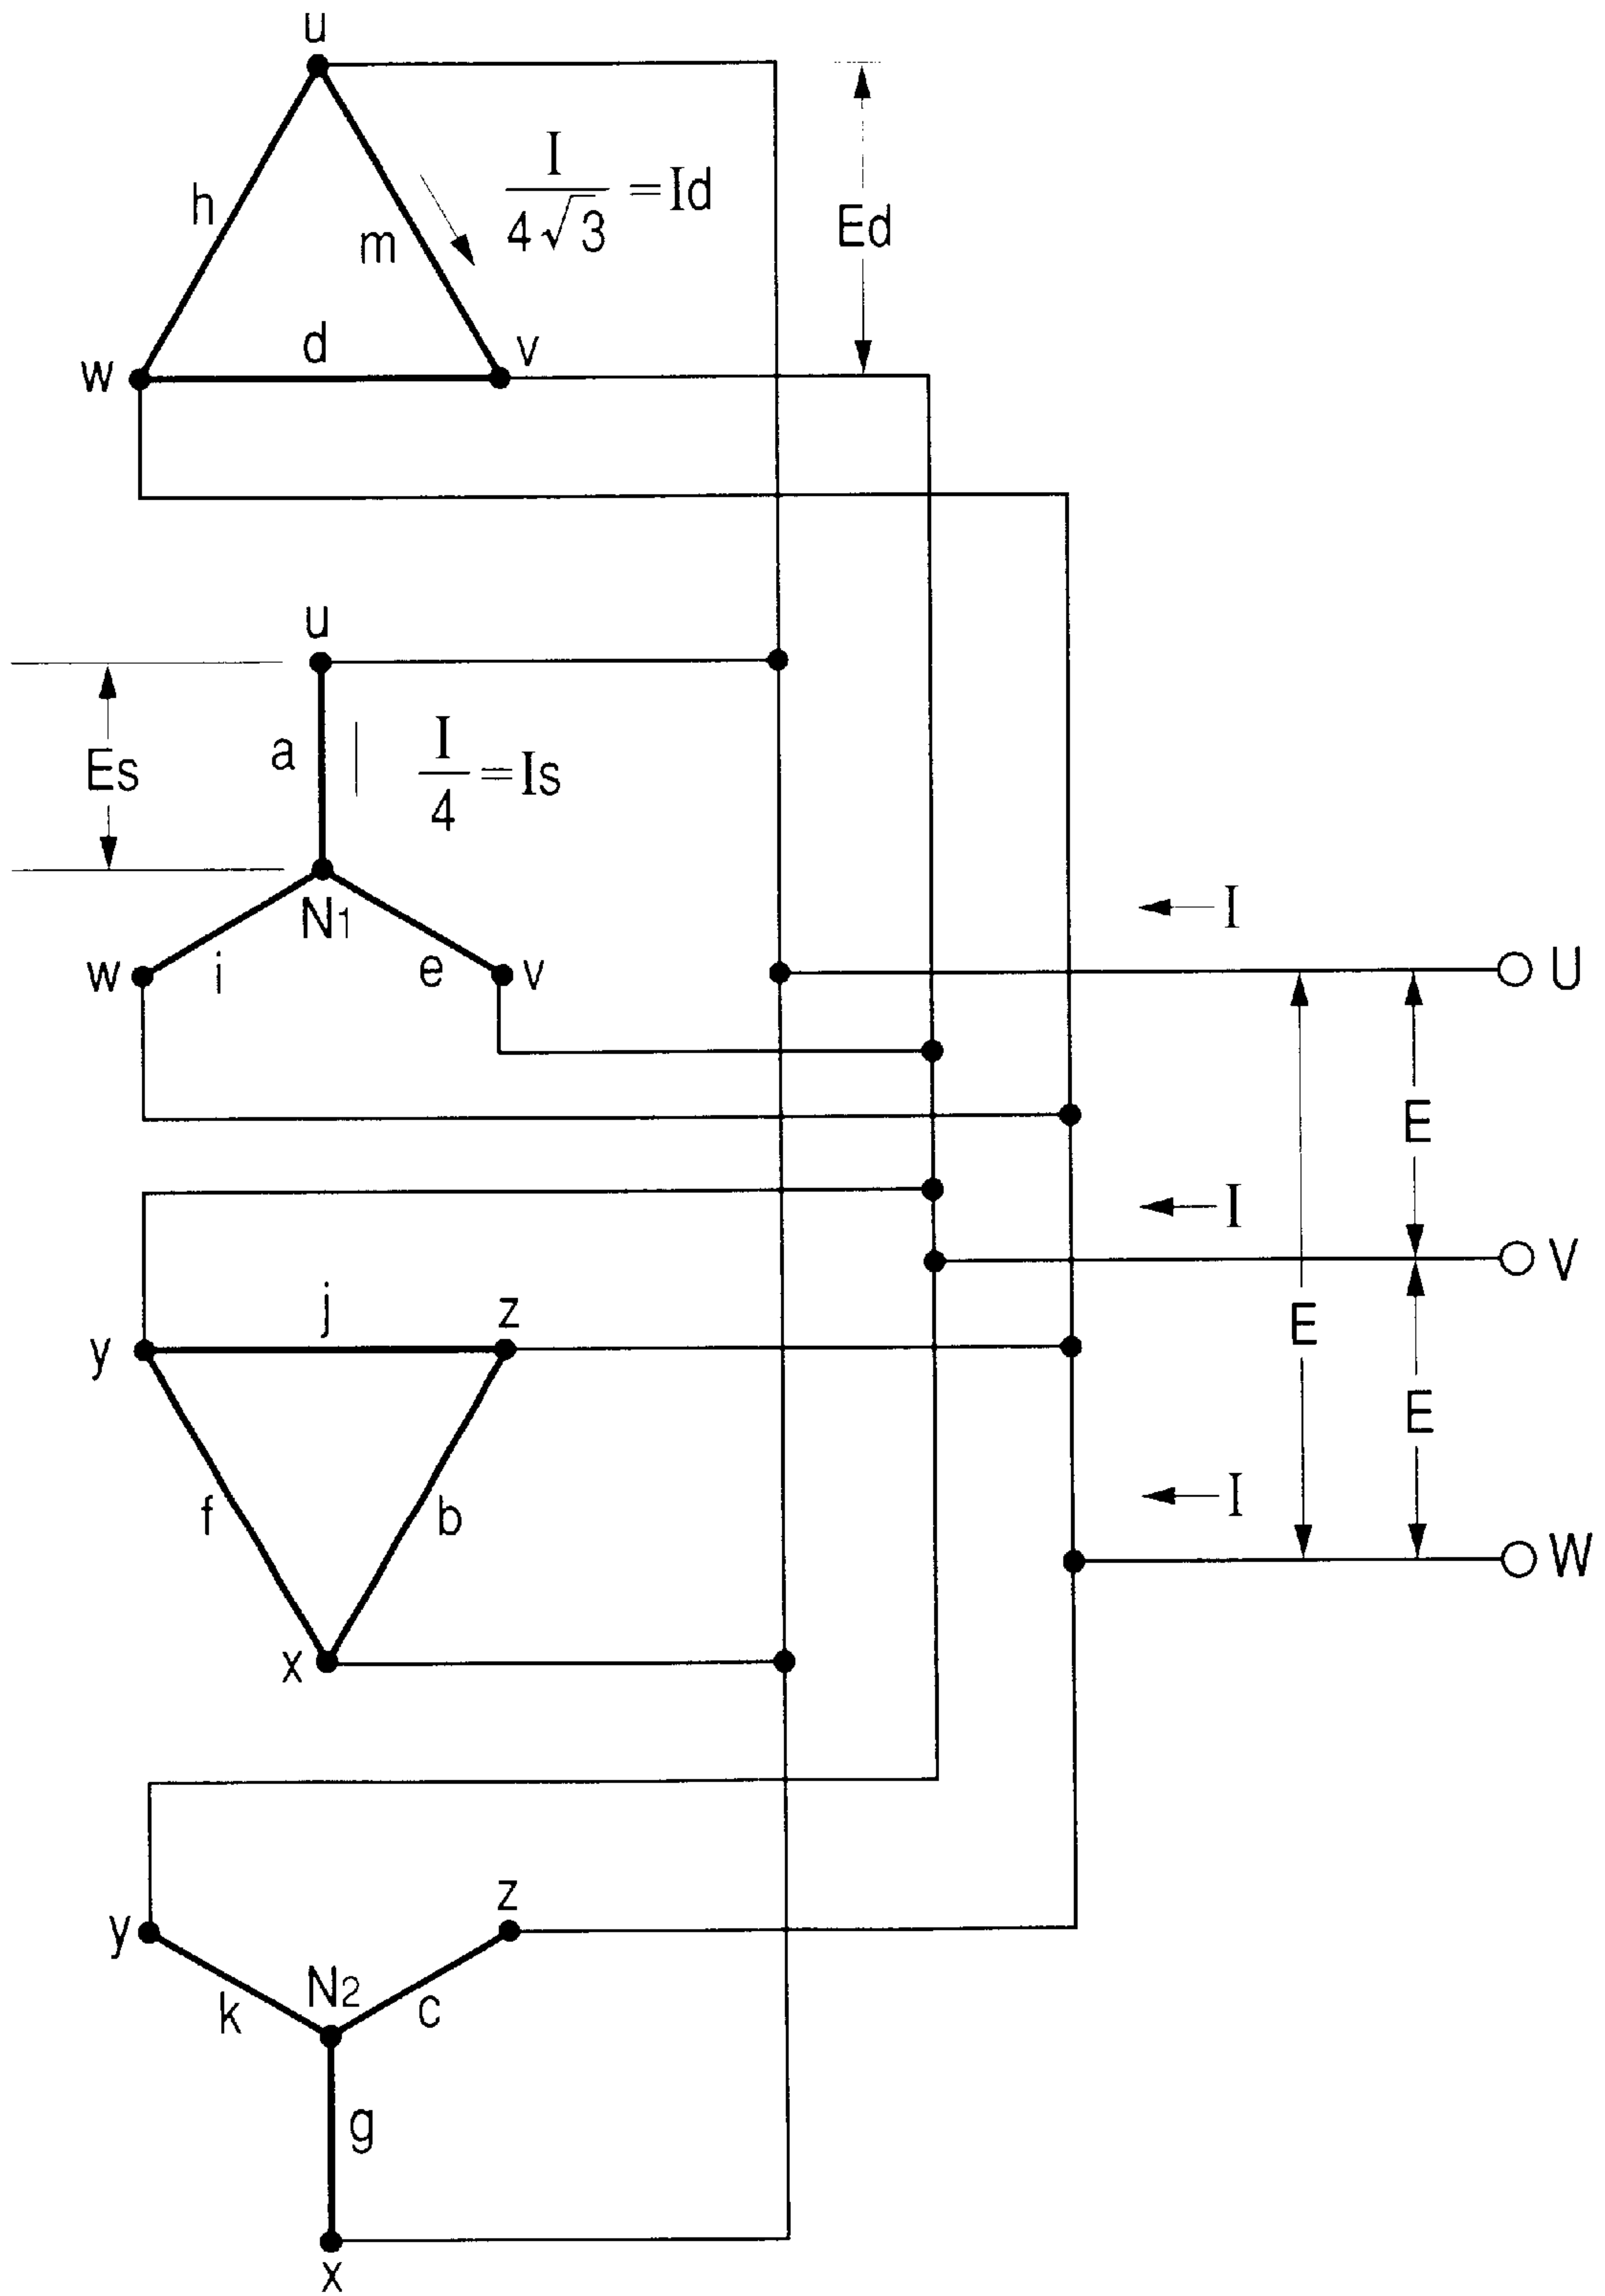 u
h
m
I/4√3 =Id
Ed
w
d
v
u
Es
a
I/4 =Is
N1
w
i
e
v
I
U
E
I
V
E
E
I
W
y
j
z
f
b
x
y
z
N2
k
c
g
x